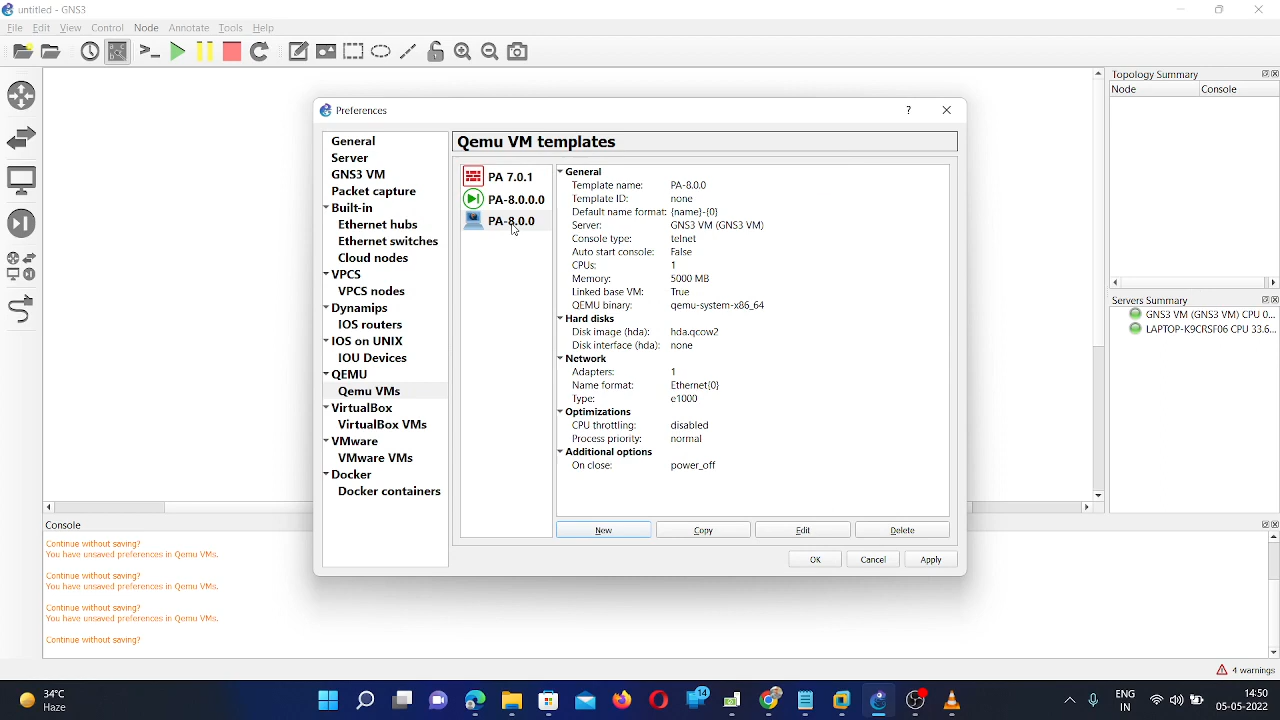 untitled - GNS3
File Edit View Control Node Annotate Tools Help
Topology Summary
Node Console
Preferences
?
General
Server
GNS3 VM
Packet capture
Built-in
Ethernet hubs
Ethernet switches
Cloud nodes
VPCS
VPCS nodes
Dynamips
IOS routers
IOS on UNIX
IOU Devices
QEMU
Qemu VMs
VirtualBox
VirtualBox VMs
VMware
VMware VMs
Docker
Docker containers
Qemu VM templates
PA 7.0.1
PA-8.0.0.0
PA-8.0.0
General
Template name: PA-8.0.0
Template ID: none
Default name format: {name}-{0}
Server: GNS3 VM (GNS3 VM)
Console type: telnet
Auto start console: False
CPUs: 1
Memory: 5000 MB
Linked base VM: True
QEMU binary: qemu-system-x86_64
Hard disks
Disk image (hda): hda.qcow2
Disk interface (hda): none
Network
Adapters: 1
Name format: Ethernet{0}
Type: e1000
Optimizations
CPU throttling: disabled
Process priority: normal
Additional options
On close: power_off
New Copy Edit Delete
OK Cancel Apply
Servers Summary
GNS3 VM (GNS3 VM) CPU 0...
LAPTOP-K9CRSF06 CPU 33.6...
Console
Continue without saving?
You have unsaved preferences in Qemu VMs.
Continue without saving?
You have unsaved preferences in Qemu VMs.
Continue without saving?
You have unsaved preferences in Qemu VMs.
Continue without saving?
4 warnings
34°C
Haze
14
ENG
IN
14:50
05-05-2022